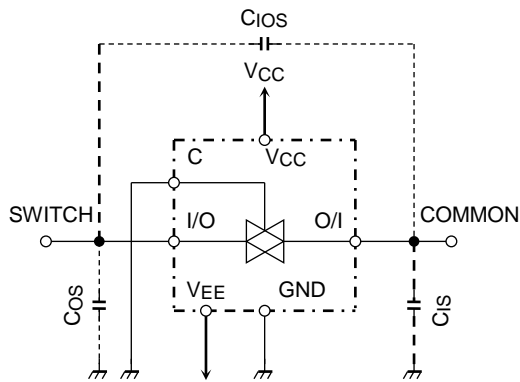 CIOS
VCC
C
VCC
SWITCH
I/O
O/I
COMMON
COS
VEE
GND
CIS